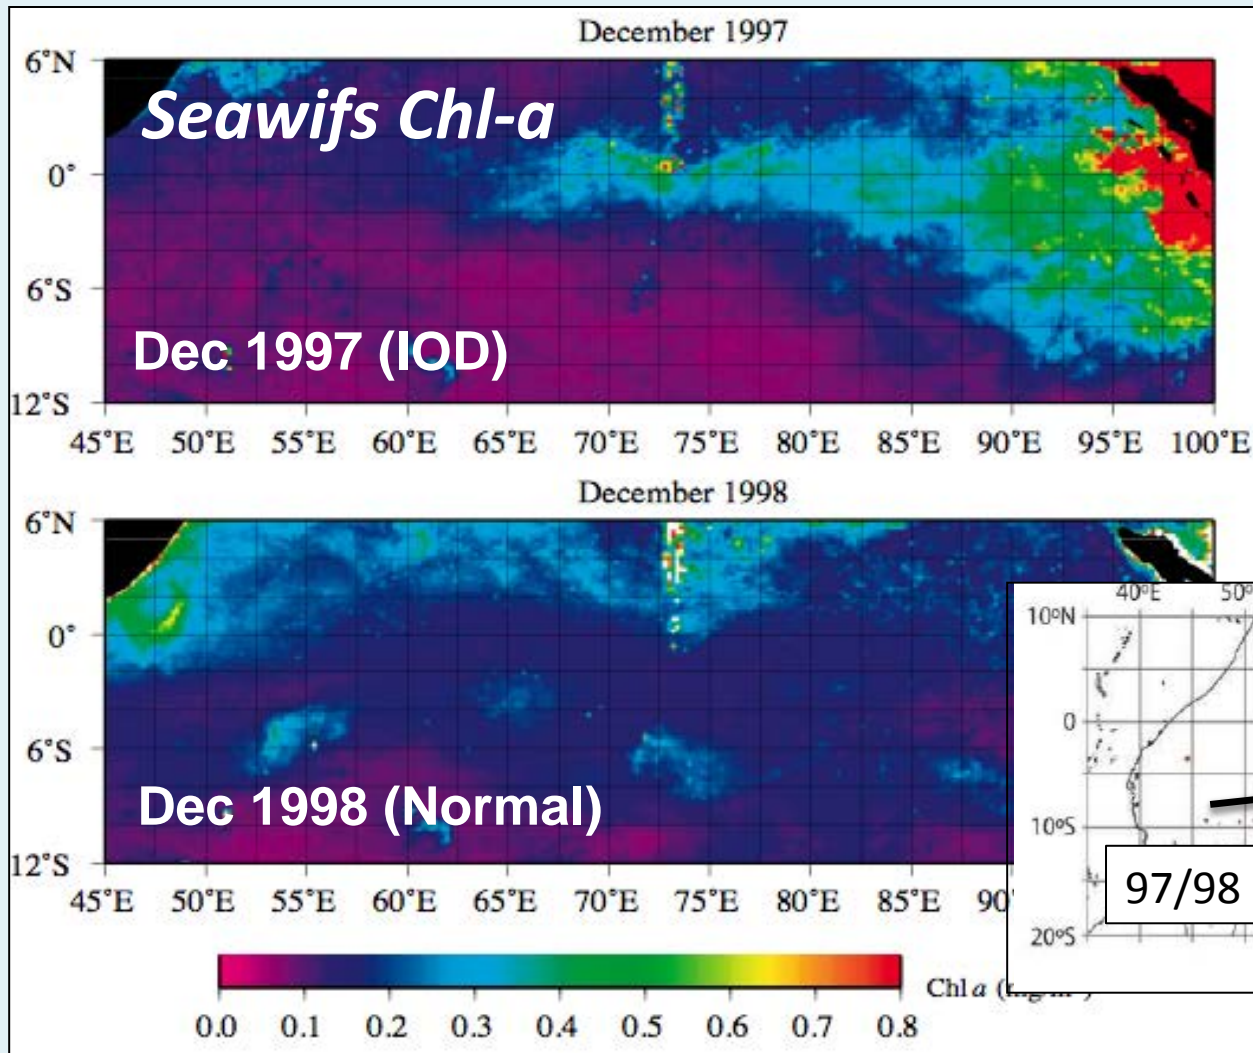 December 1997
6°N
Seawifs Chl-a
0°
6°S
Dec 1997 (IOD)
12°S
45°E 50°E 55°E 60°E 65°E 70°E 75°E 80°E 85°E 90°E 95°E 100°E
December 1998
6°N
0°
6°S
Dec 1998 (Normal)
12°S
45°E 50°E 55°E 60°E 65°E 70°E 75°E 80°E 85°E 90
40°E 50°
10°N
0
10°S
97/98
20°S
Chl a
0.0 0.1 0.2 0.3 0.4 0.5 0.6 0.7 0.8